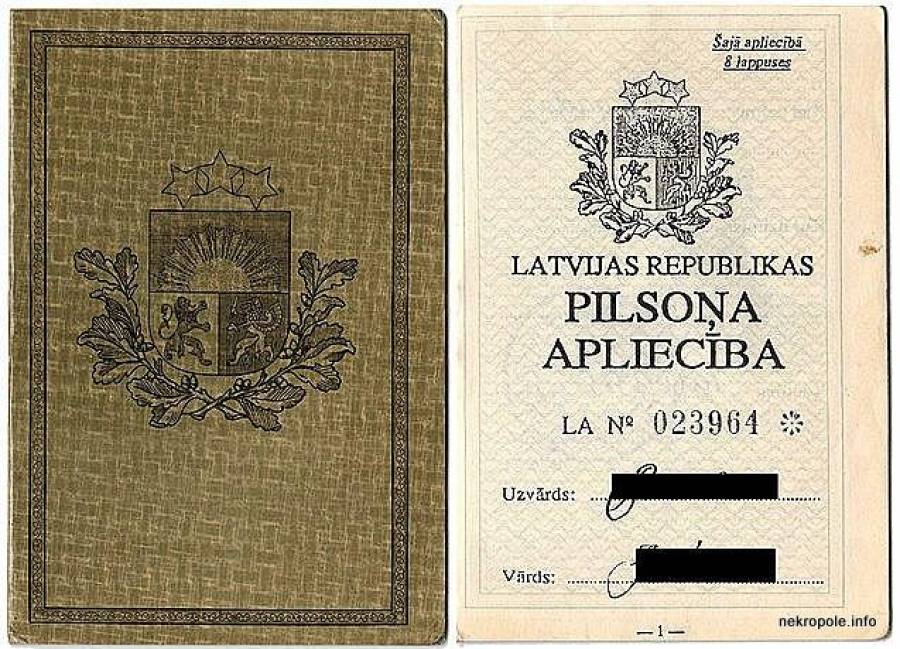 Šajā apliecībā
8 lappuses
LATVIJAS REPUBLIKAS
PILSOŅA
APLIECĪBA
LA Nº 023964
Uzvārds:
Vārds:
— 1 —
nekropole.info